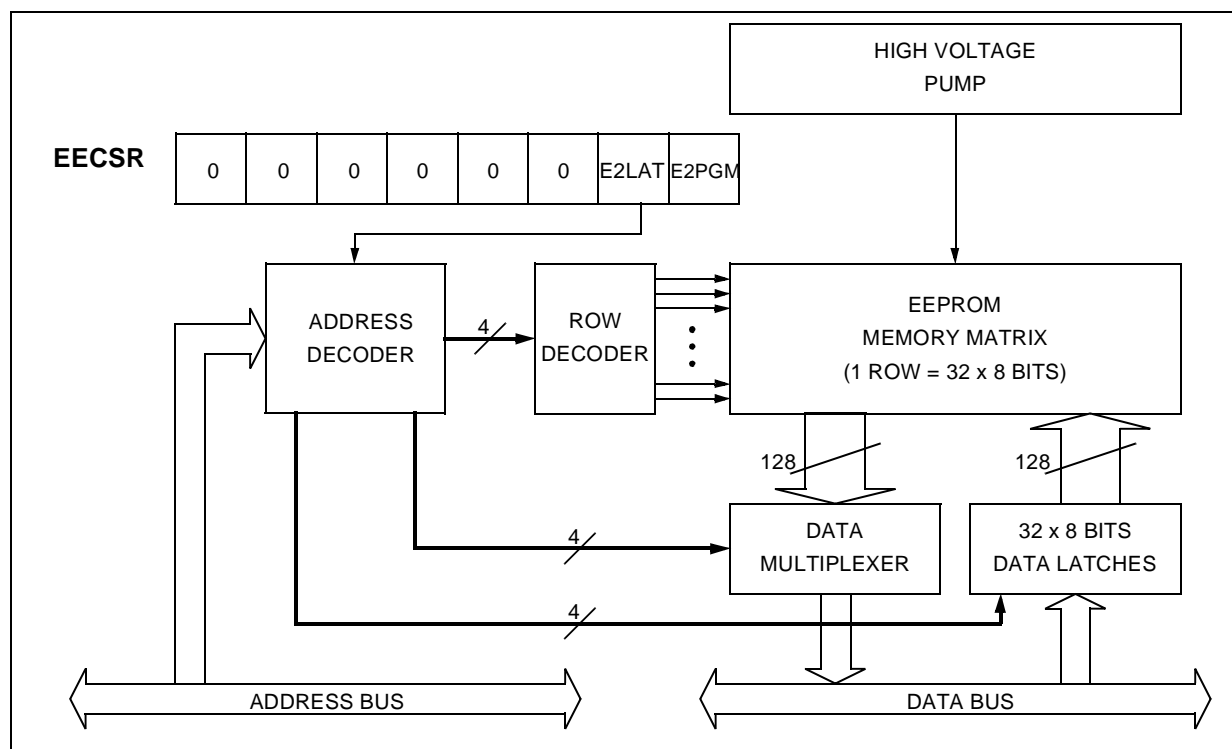 HIGH VOLTAGE
PUMP
EECSR
0 0 0 0 0 0 E2LAT E2PGM
ADDRESS
DECODER
4
ROW
DECODER
EEPROM
MEMORY MATRIX
(1 ROW = 32 x 8 BITS)
128
128
4
DATA
MULTIPLEXER
32 x 8 BITS
DATA LATCHES
4
ADDRESS BUS
DATA BUS